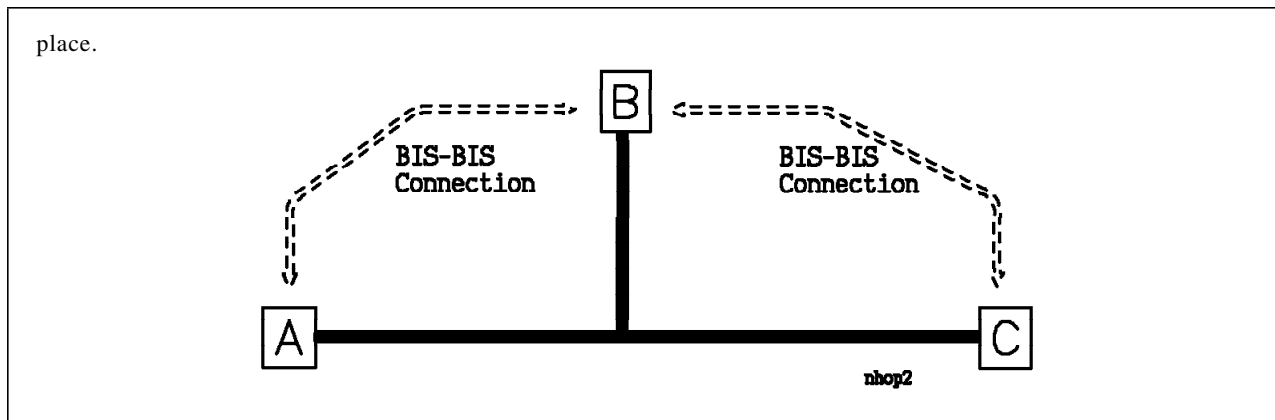 place.
B
BIS-BIS
Connection
BIS-BIS
Connection
A
C
nhop2